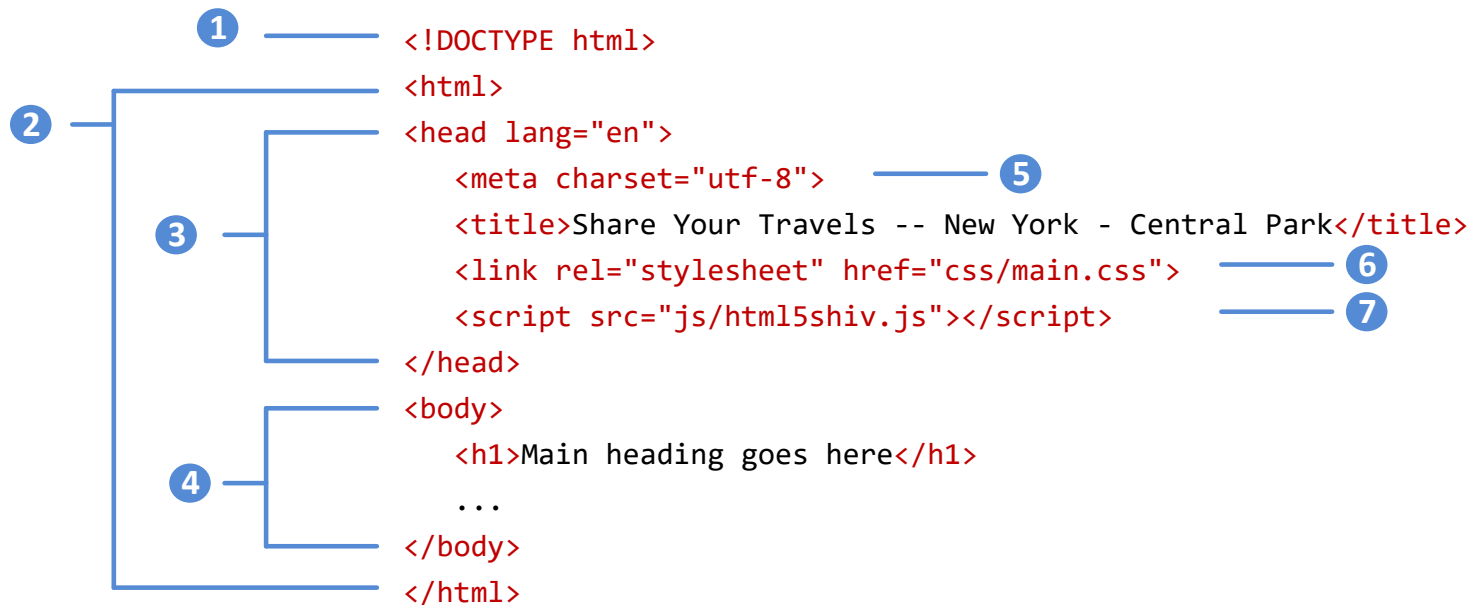 1 <!DOCTYPE html>
<html>
2
<head lang="en">
<meta charset="utf-8"> 5
3 <title>Share Your Travels -- New York - Central Park</title>
<link rel="stylesheet" href="css/main.css"> 6
<script src="js/html5shiv.js"></script> 7
</head>
<body>
<h1>Main heading goes here</h1>
4
...
</body>
</html>